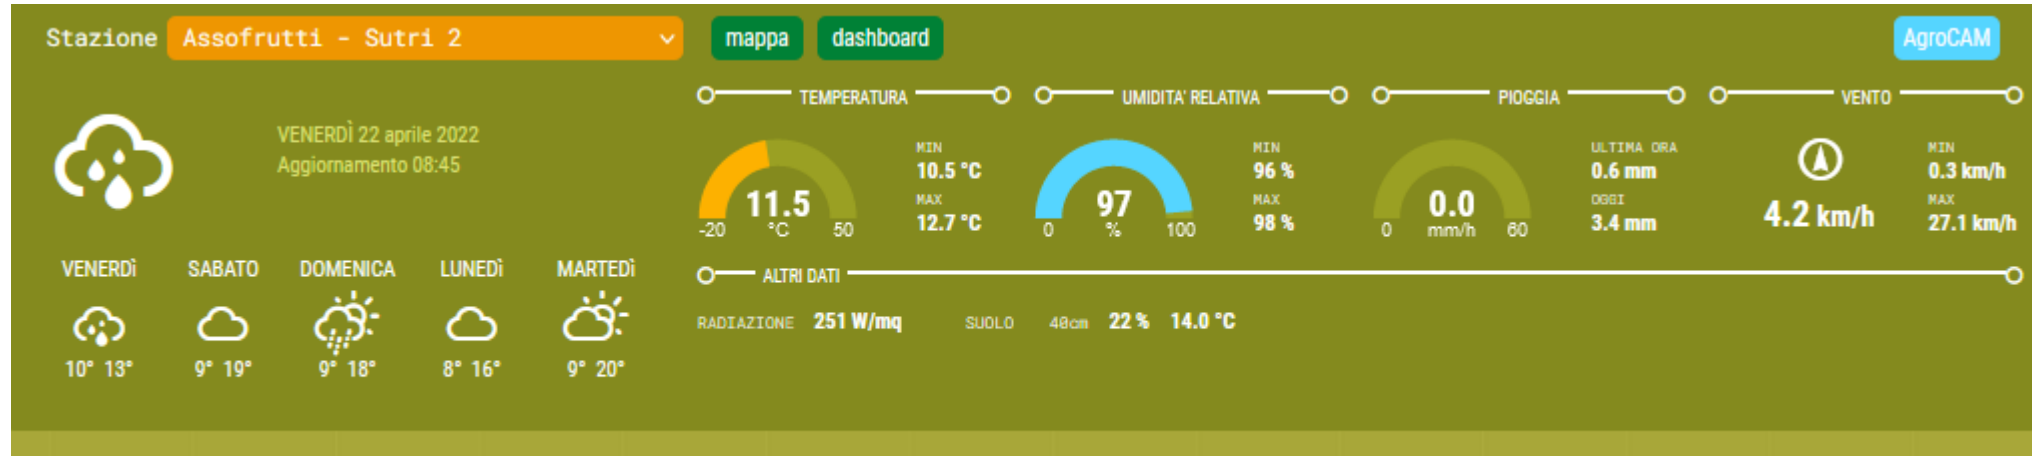 Stazione Assofrutti - Sutri 2 mappa dashboard AgroCAM
VENERDÌ 22 aprile 2022
Aggiornamento 08:45
VENERDÌ SABATO DOMENICA LUNEDÌ MARTEDÌ
10° 13° 9° 19° 9° 18° 8° 16° 9° 20°
TEMPERATURA
11.5
°C
-20 50
MIN
10.5 °C
MAX
12.7 °C
UMIDITA' RELATIVA
97
%
0 100
MIN
96 %
MAX
98 %
PIOGGIA
0.0
mm/h
0 60
ULTIMA ORA
0.6 mm
OGGI
3.4 mm
VENTO
4.2 km/h
MIN
0.3 km/h
MAX
27.1 km/h
ALTRI DATI
RADIAZIONE 251 W/mq SUOLO 40cm 22 % 14.0 °C